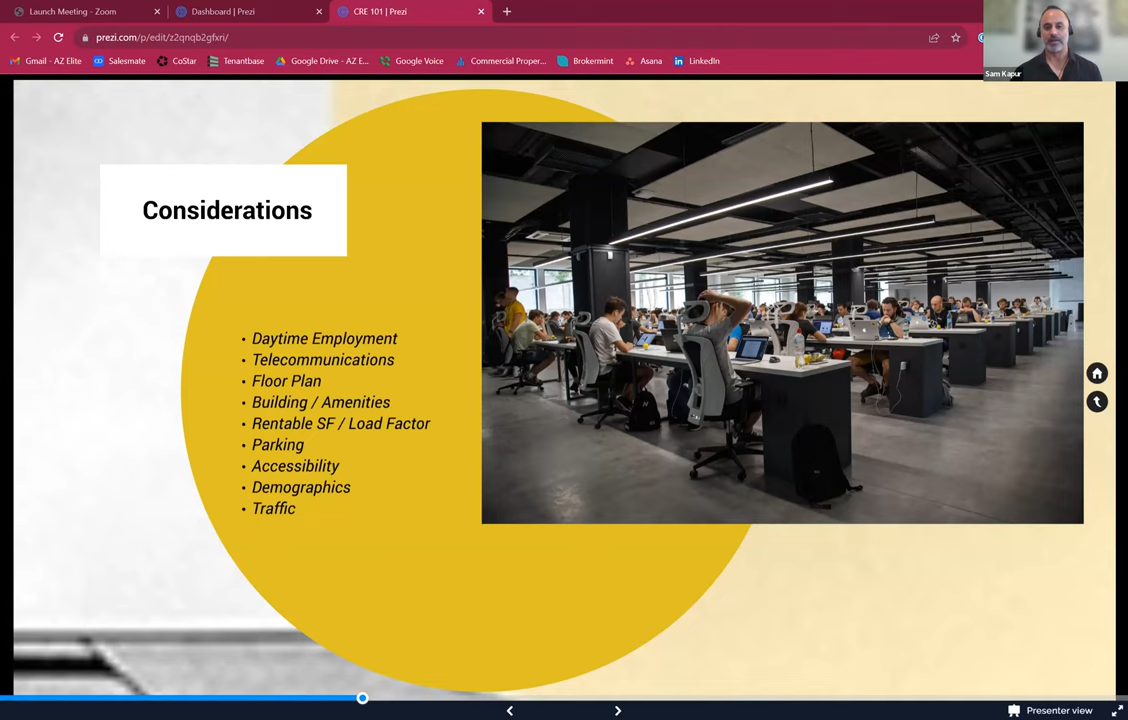 Launch Meeting - Zoom
Dashboard | Prezi
CRE 101 | Prezi
prezi.com/p/edit/z2qnqb2gfxri/
Gmail - AZ Elite
Salesmate
CoStar
Tenantbase
Google Drive - AZ E...
Google Voice
Commercial Proper...
Brokermint
Asana
LinkedIn
Sam Kapur
Considerations
• Daytime Employment
• Telecommunications
• Floor Plan
• Building / Amenities
• Rentable SF / Load Factor
• Parking
• Accessibility
• Demographics
• Traffic
Presenter view